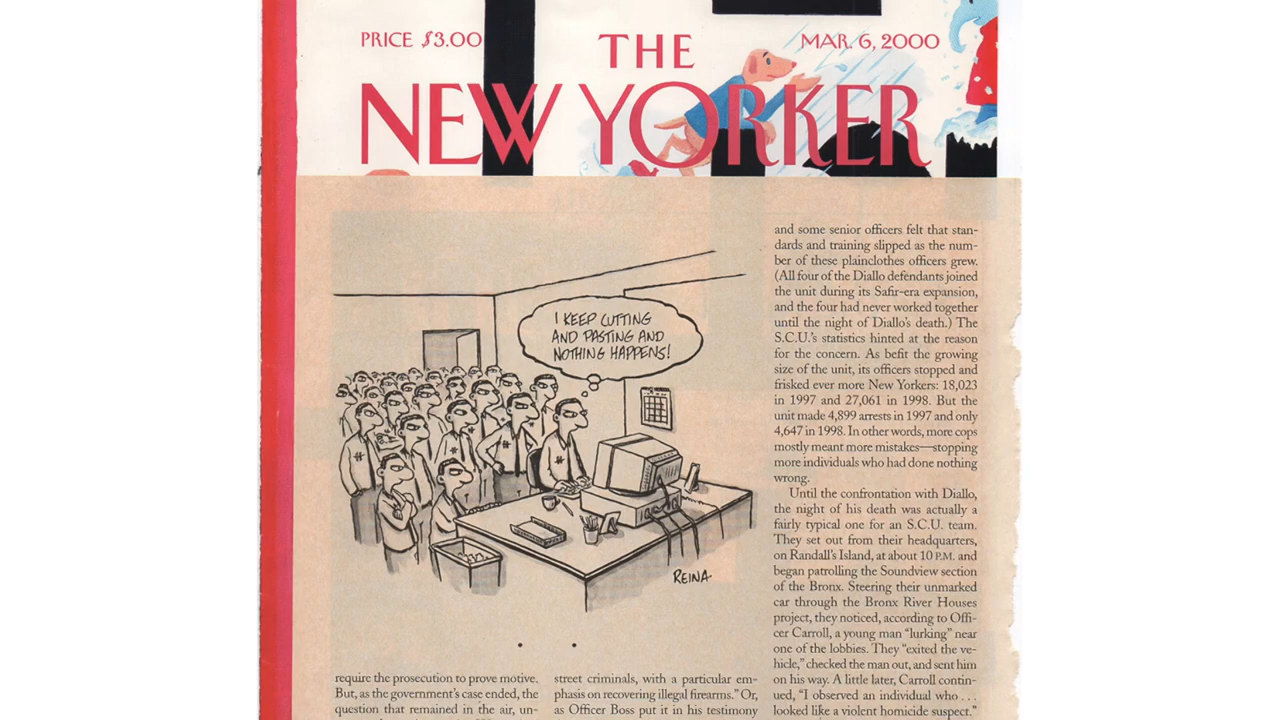 PRICE $3.00
THE
MAR. 6, 2000
NEW YORKER
I KEEP CUTTING
AND PASTING AND
NOTHING HAPPENS!
REINA
require the prosecution to prove motive.
But, as the government's case ended, the
question that remained in the air, un-
street criminals, with a particular em-
phasis on recovering illegal firearms." Or,
as Officer Boss put it in his testimony
and some senior officers felt that stan-
dards and training slipped as the num-
ber of these plainclothes officers grew.
(All four of the Diallo defendants joined
the unit during its Safir-era expansion,
and the four had never worked together
until the night of Diallo's death.) The
S.C.U.'s statistics hinted at the reason
for the concern. As befit the growing
size of the unit, its officers stopped and
frisked ever more New Yorkers: 18,023
in 1997 and 27,061 in 1998. But the
unit made 4,899 arrests in 1997 and only
4,647 in 1998. In other words, more cops
mostly meant more mistakes—stopping
more individuals who had done nothing
wrong.
Until the confrontation with Diallo,
the night of his death was actually a
fairly typical one for an S.C.U. team.
They set out from their headquarters,
on Randall's Island, at about 10 P.M. and
began patrolling the Soundview section
of the Bronx. Steering their unmarked
car through the Bronx River Houses
project, they noticed, according to Offi-
cer Carroll, a young man "lurking" near
one of the lobbies. They "exited the ve-
hicle," checked the man out, and sent him
on his way. A little later, Carroll contin-
ued, "I observed an individual who . . .
looked like a violent homicide suspect."